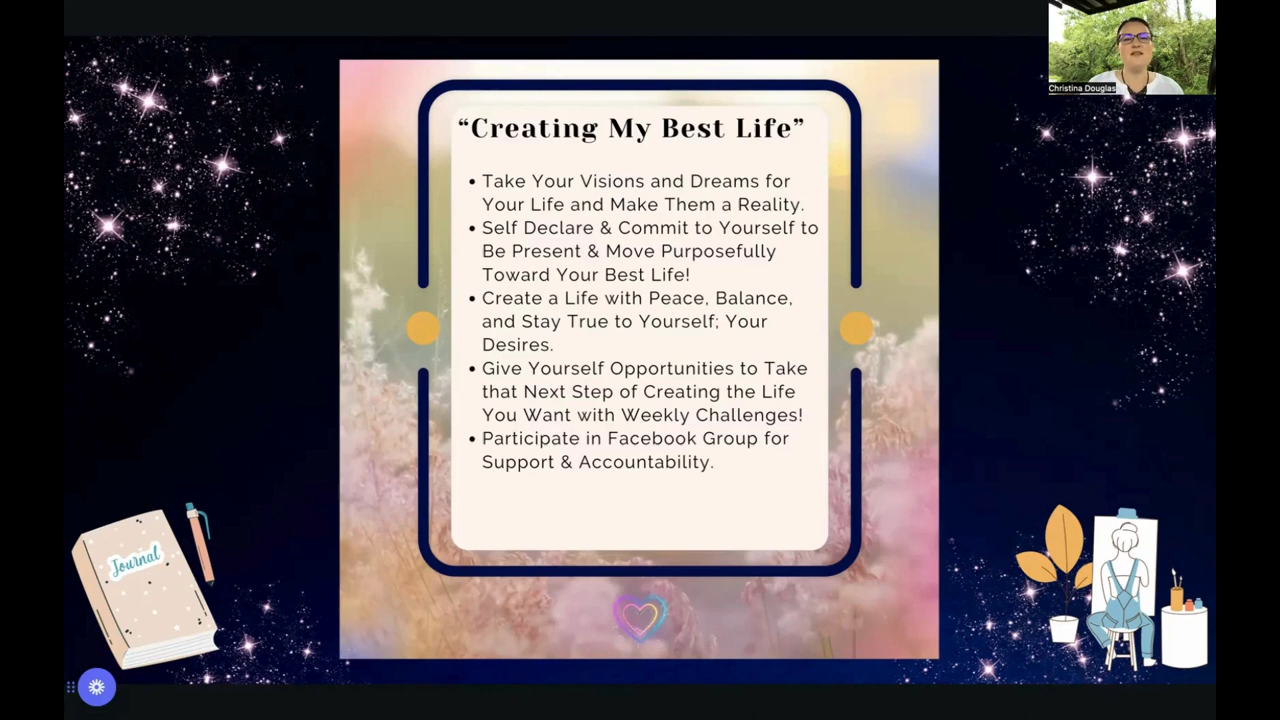 Christina Douglas
“Creating My Best Life”
• Take Your Visions and Dreams for
Your Life and Make Them a Reality.
• Self Declare & Commit to Yourself to
Be Present & Move Purposefully
Toward Your Best Life!
• Create a Life with Peace, Balance,
and Stay True to Yourself; Your
Desires.
• Give Yourself Opportunities to Take
that Next Step of Creating the Life
You Want with Weekly Challenges!
• Participate in Facebook Group for
Support & Accountability.
Journal